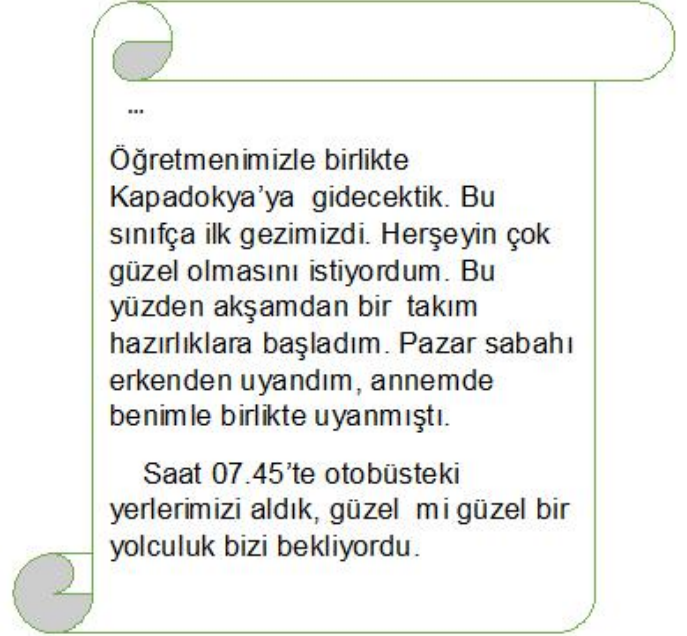 ...
Öğretmenimizle birlikte
Kapadokya'ya gidecektik. Bu
sınıfça ilk gezimizdi. Herşeyin çok
güzel olmasını istiyordum. Bu
yüzden akşamdan bir takım
hazırlıklara başladım. Pazar sabahı
erkenden uyandım, annemde
benimle birlikte uyanmıştı.
Saat 07.45'te otobüsteki
yerlerimizi aldık, güzel mi güzel bir
yolculuk bizi bekliyordu.